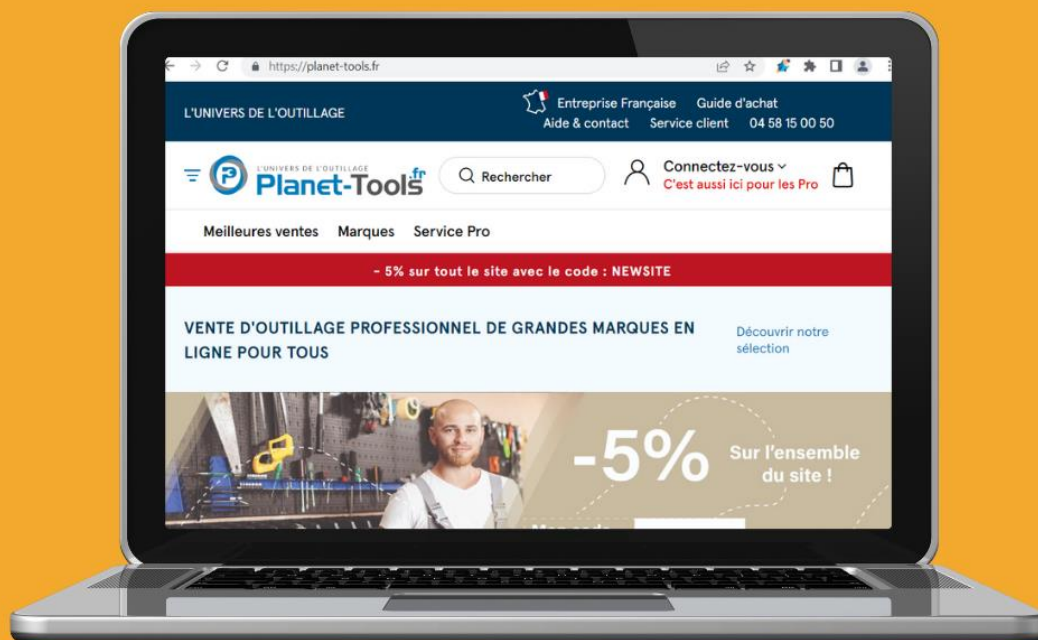 https://planet-tools.fr
L'UNIVERS DE L'OUTILLAGE
Entreprise Française Guide d'achat
Aide & contact Service client 04 58 15 00 50
L'UNIVERS DE L'OUTILLAGE
Planet-Tools.fr
Rechercher
Connectez-vous
C'est aussi ici pour les Pro
Meilleures ventes Marques Service Pro
- 5% sur tout le site avec le code : NEWSITE
VENTE D'OUTILLAGE PROFESSIONNEL DE GRANDES MARQUES EN
LIGNE POUR TOUS
Découvrir notre
sélection
-5%
Sur l'ensemble
du site !